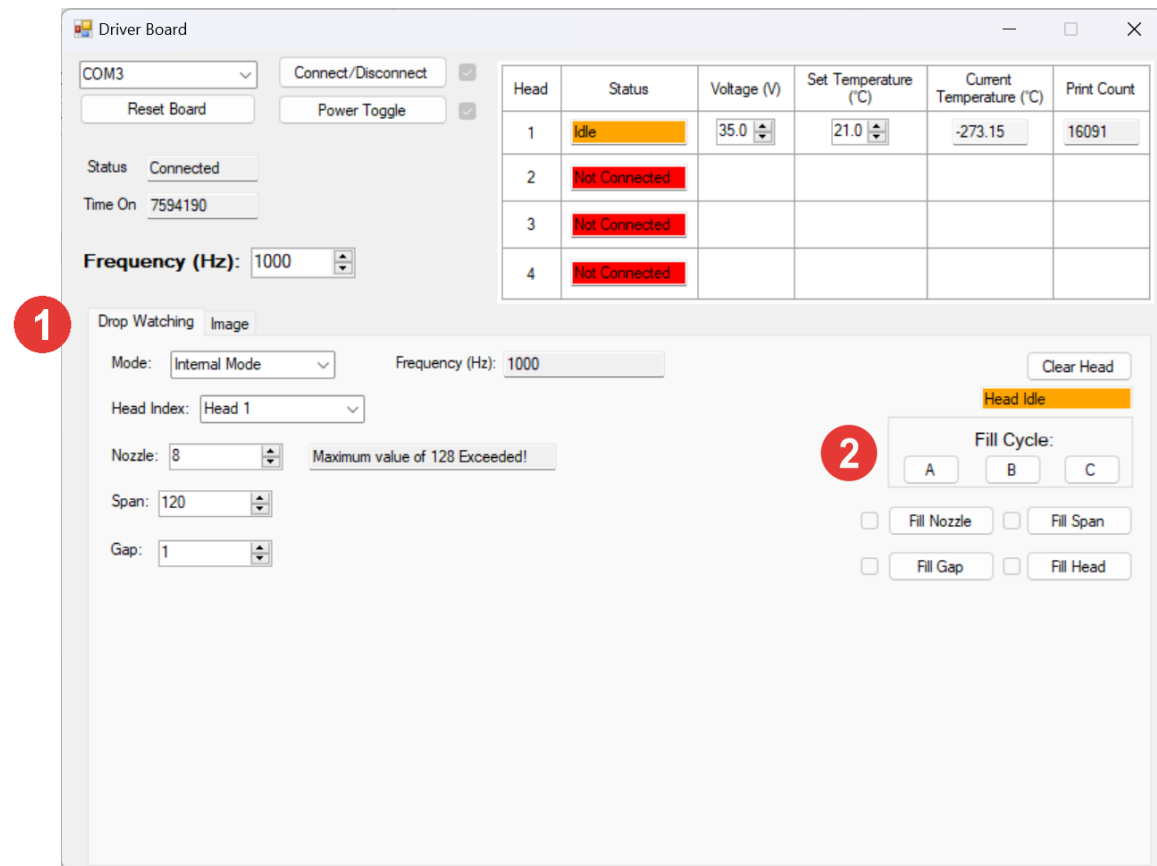 Driver Board
COM3
Connect/Disconnect
Reset Board
Power Toggle
Status Connected
Time On 7594190
Frequency (Hz): 1000
Head Status Voltage (V) Set Temperature (°C) Current Temperature (°C) Print Count
1 Idle 35.0 21.0 -273.15 16091
2 Not Connected
3 Not Connected
4 Not Connected
1
Drop Watching Image
Mode: Internal Mode Frequency (Hz): 1000
Clear Head
Head Idle
Head Index: Head 1
Nozzle: 8 Maximum value of 128 Exceeded!
Span: 120
Gap: 1
2
Fill Cycle:
A B C
Fill Nozzle Fill Span
Fill Gap Fill Head